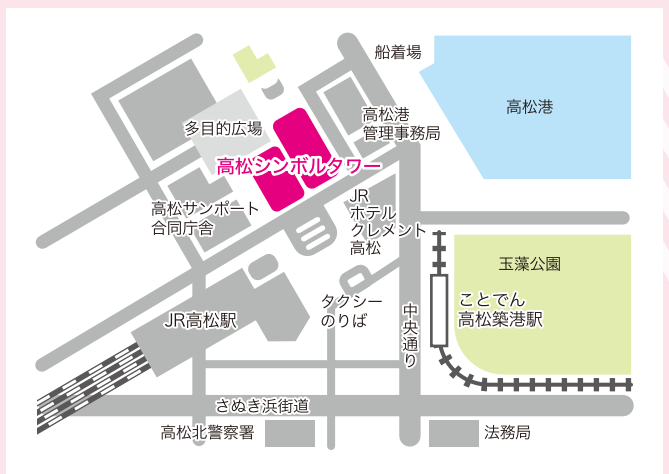 船着場
高松港
高松港
管理事務局
多目的広場
高松シンボルタワー
高松サンポート
合同庁舎
JR
ホテル
クレメント
高松
玉藻公園
ことでん
高松築港駅
タクシー
のりば
JR高松駅
中央通り
さぬき浜街道
高松北警察署
法務局